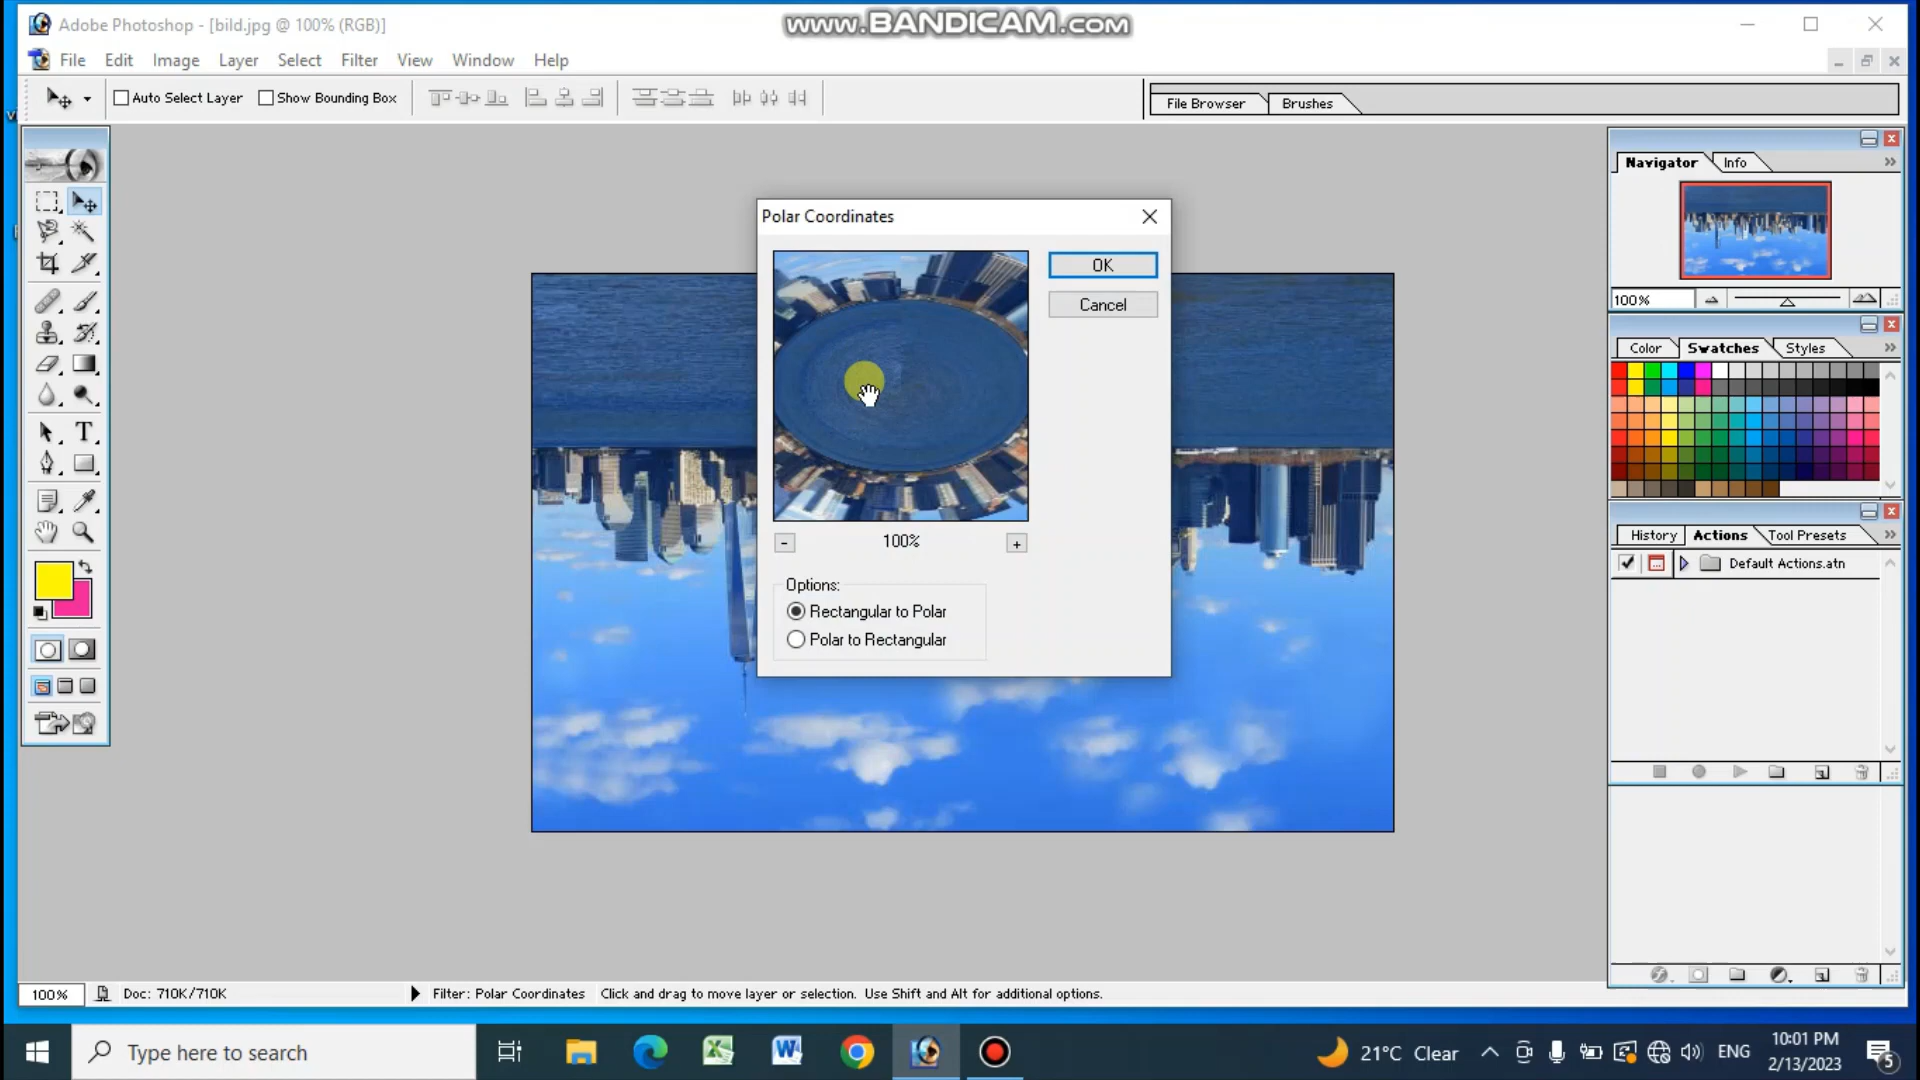 Adobe Photoshop - [bild.jpg @ 100% (RGB)]
www.BANDICAM.com
File Edit Image Layer Select Filter View Window Help
Auto Select Layer Show Bounding Box
File Browser Brushes
Navigator Info
100%
Color Swatches Styles
History Actions Tool Presets
Default Actions.atn
Polar Coordinates
OK
Cancel
- 100% +
Options:
Rectangular to Polar
Polar to Rectangular
T
100% Doc: 710K/710K Filter: Polar Coordinates Click and drag to move layer or selection. Use Shift and Alt for additional options.
Type here to search
21°C Clear
ENG
10:01 PM
2/13/2023
5